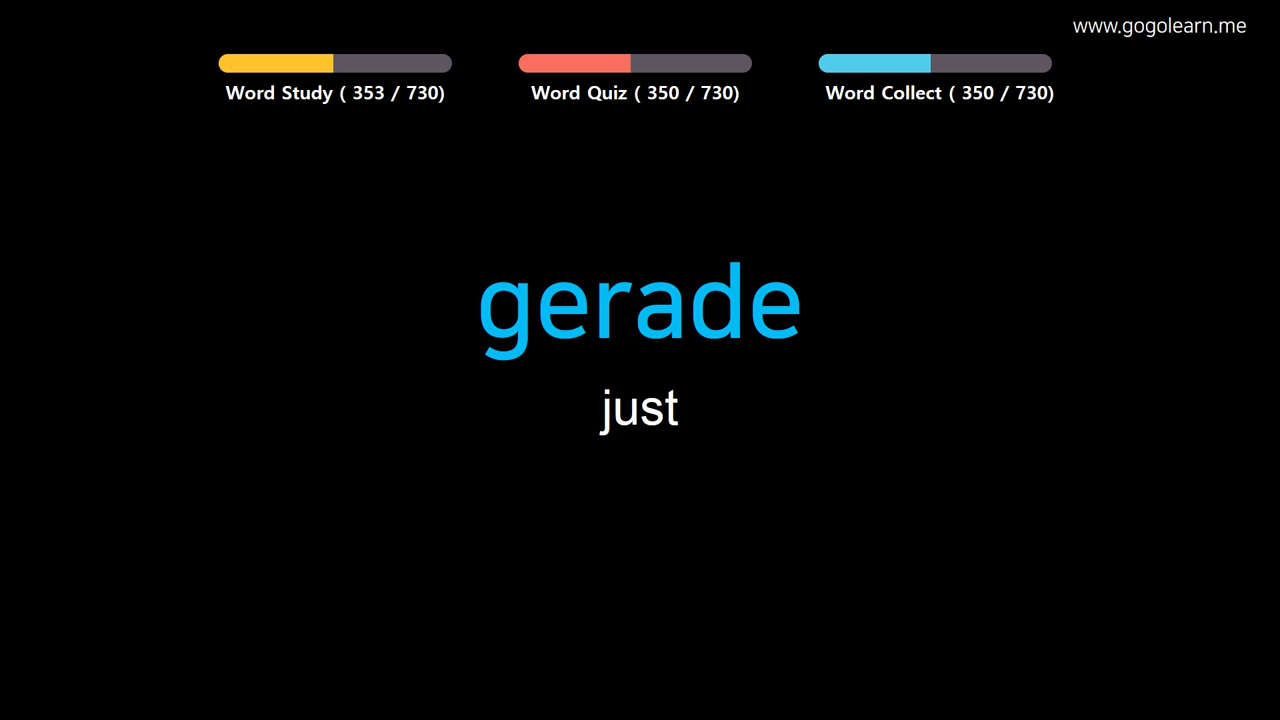 www.gogolearn.me
Word Study ( 353 / 730)
Word Quiz ( 350 / 730)
Word Collect ( 350 / 730)
gerade
just